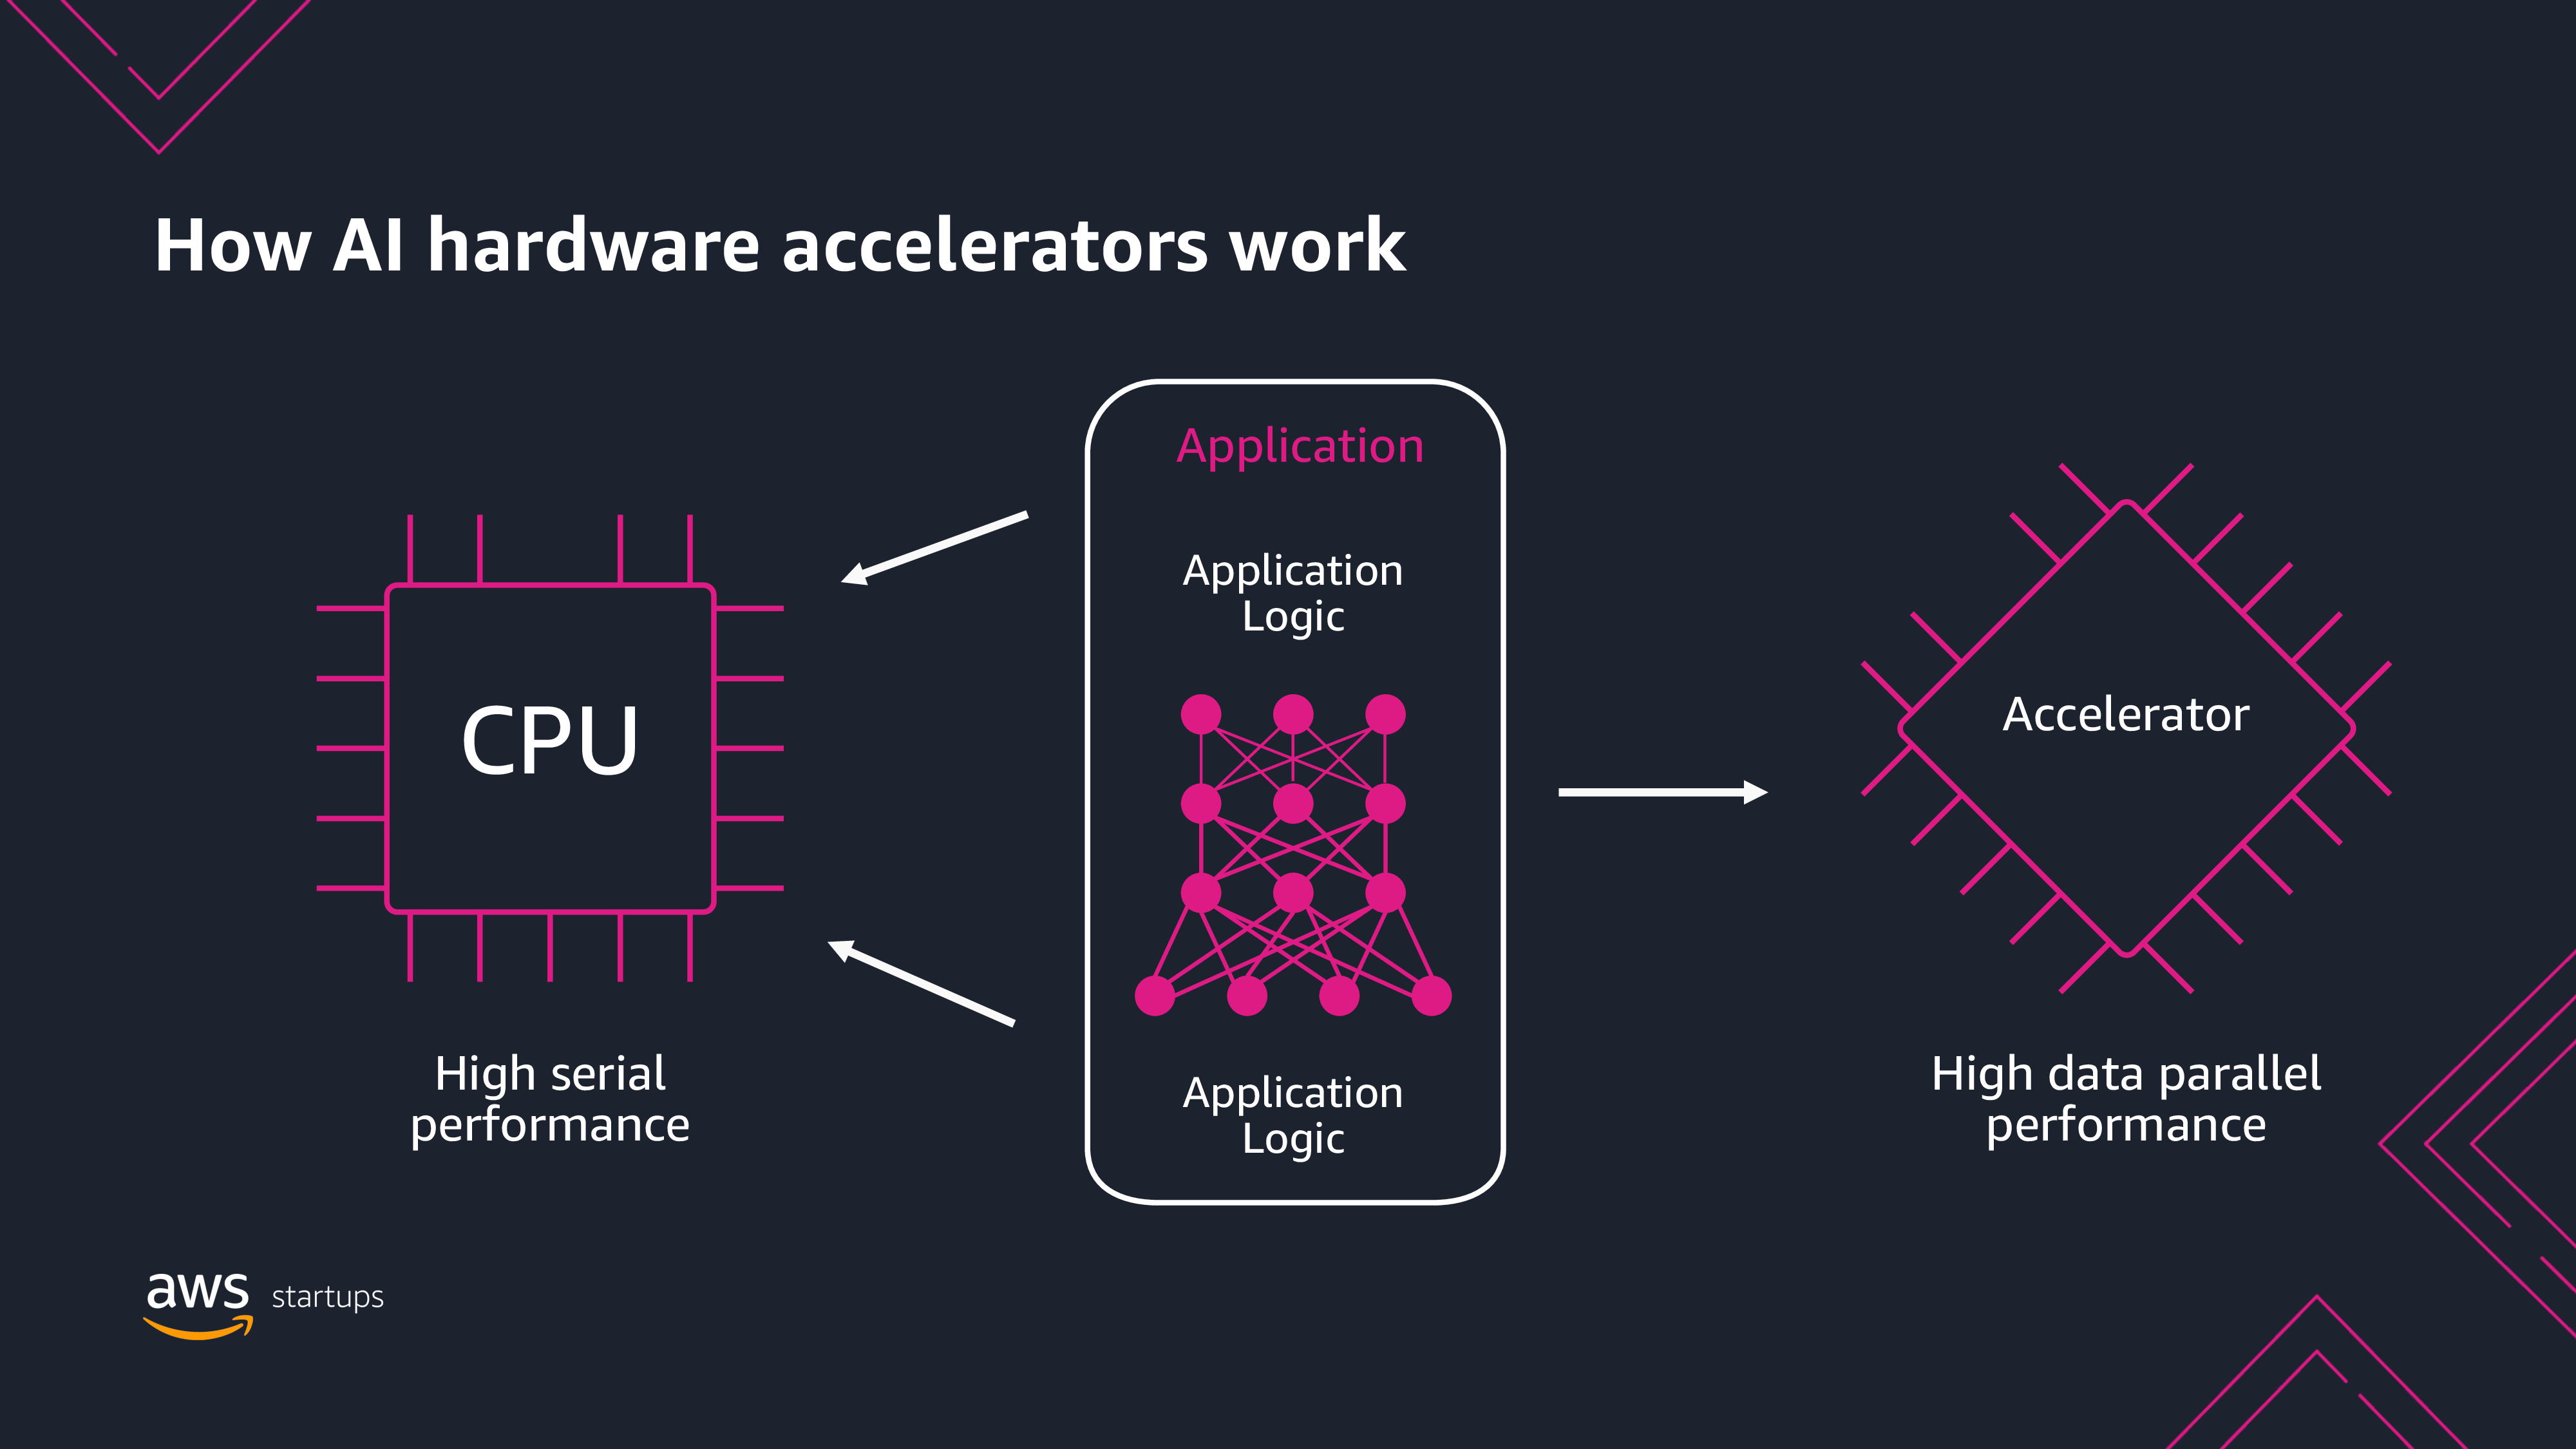 How AI hardware accelerators work
Application
Application
Logic
CPU
Accelerator
High serial
performance
Application
Logic
High data parallel
performance
aws startups